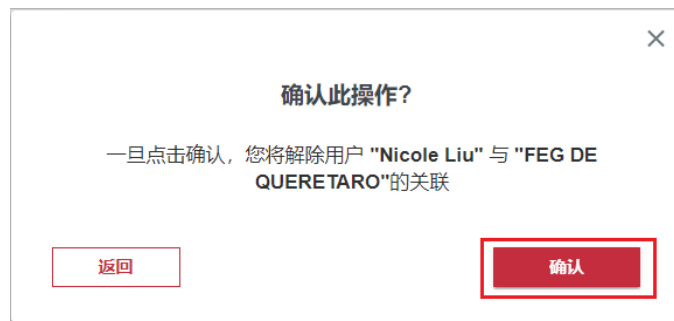 确认此操作?
一旦点击确认，您将解除用户 "Nicole Liu" 与 "FEG DE
QUERETARO"的关联
返回
确认